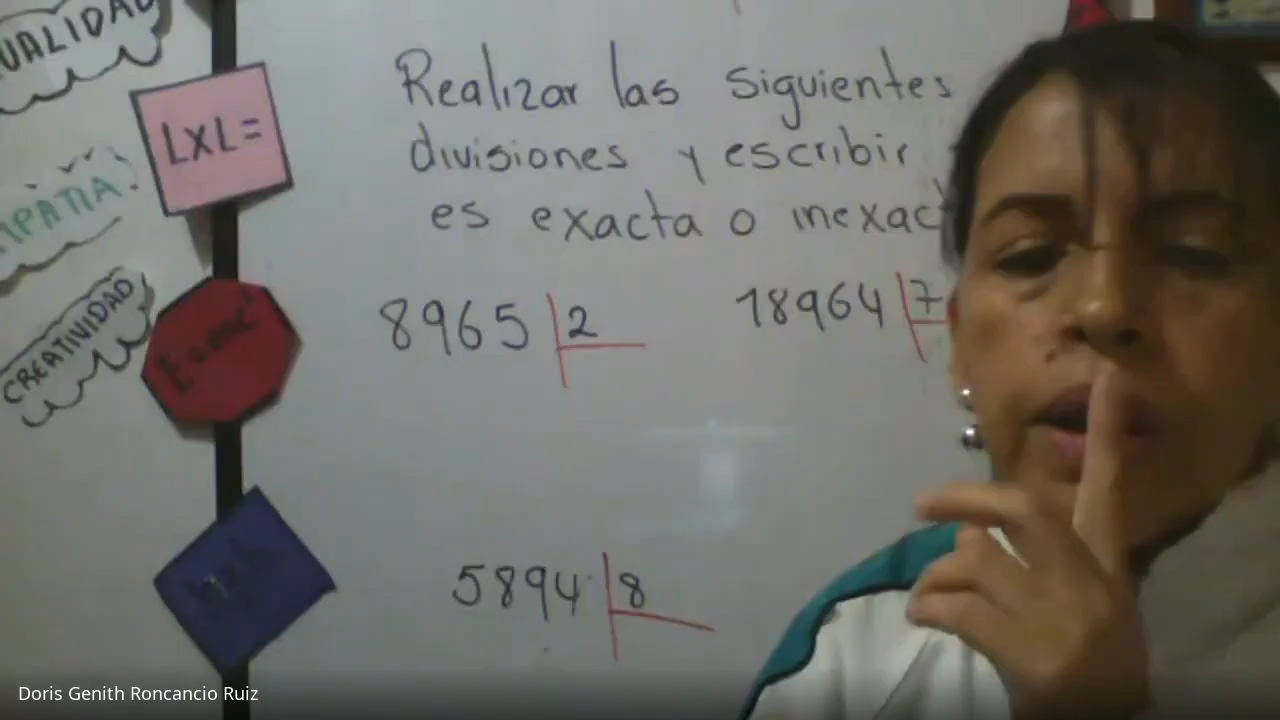 UALIDAD
LXL=
MPATIA.
CREATIVIDAD
Realizar las siguientes
divisiones y escribir
es exacta o inexac
8965 2
18964 7
5894 8
Doris Genith Roncancio Ruiz